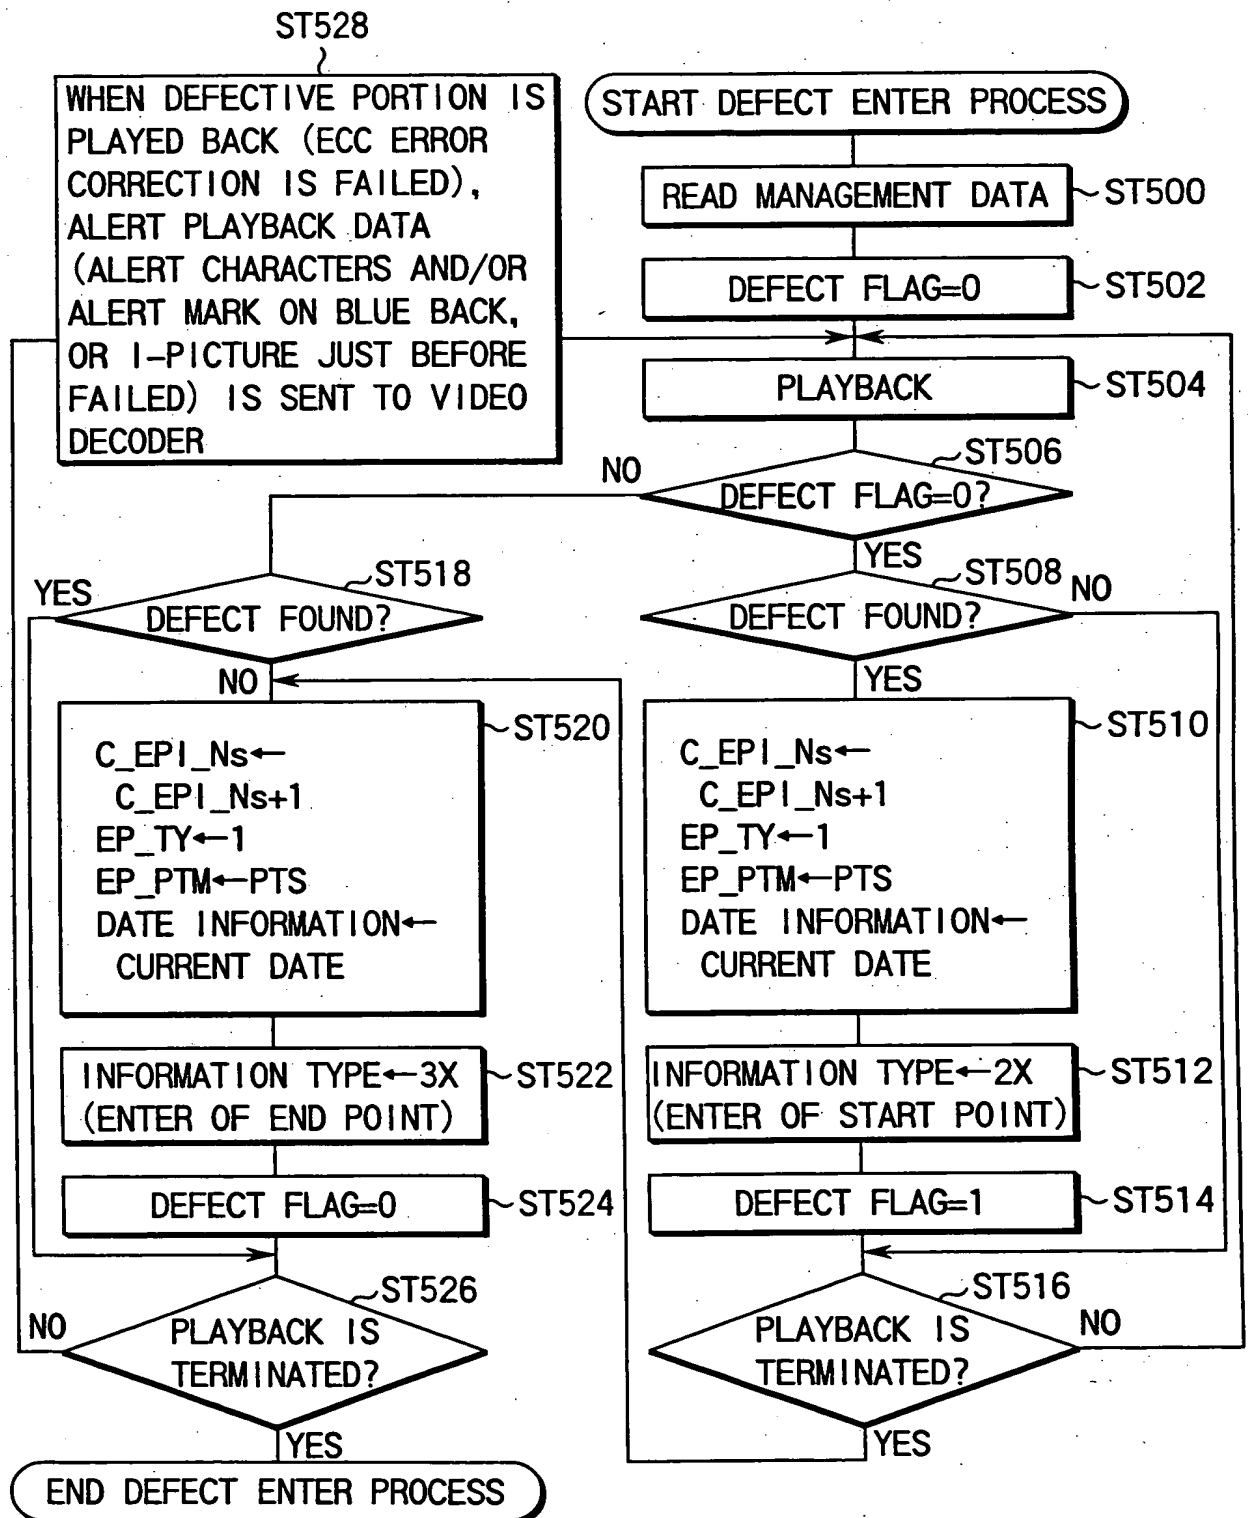 ST528
WHEN DEFECTIVE PORTION IS
PLAYED BACK (ECC ERROR
CORRECTION IS FAILED),
ALERT PLAYBACK DATA
(ALERT CHARACTERS AND/OR
ALERT MARK ON BLUE BACK,
OR I-PICTURE JUST BEFORE
FAILED) IS SENT TO VIDEO
DECODER
START DEFECT ENTER PROCESS
READ MANAGEMENT DATA
ST500
DEFECT FLAG=0
ST502
PLAYBACK
ST504
ST506
NO
DEFECT FLAG=0?
YES
ST518
YES
DEFECT FOUND?
NO
ST508
NO
DEFECT FOUND?
YES
ST520
C_EPI_Ns←
C_EPI_Ns+1
EP_TY←1
EP_PTM←PTS
DATE INFORMATION←
CURRENT DATE
ST510
C_EPI_Ns←
C_EPI_Ns+1
EP_TY←1
EP_PTM←PTS
DATE INFORMATION←
CURRENT DATE
INFORMATION TYPE←3X
(ENTER OF END POINT)
ST522
INFORMATION TYPE←2X
(ENTER OF START POINT)
ST512
DEFECT FLAG=0
ST524
DEFECT FLAG=1
ST514
ST526
NO
PLAYBACK IS
TERMINATED?
YES
ST516
NO
PLAYBACK IS
TERMINATED?
YES
END DEFECT ENTER PROCESS